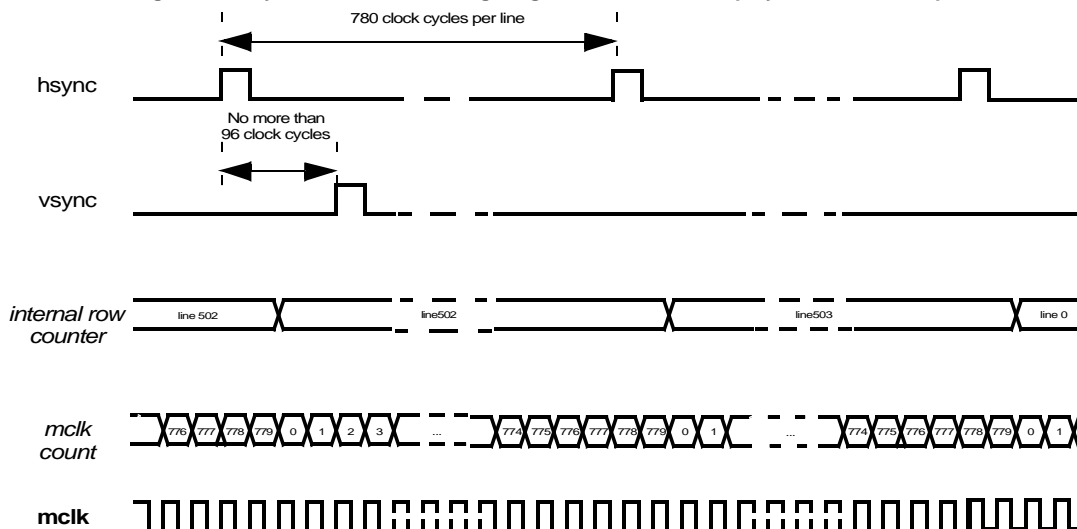 780 clock cycles per line
hsync
No more than
96 clock cycles
vsync
internal row
counter
line 502
line502
line503
line 0
mclk
count
776 777 778 779 0 1 2 3 ... 774 775 776 777 778 779 0 1 ... 774 775 776 777 778 779 0 1
mclk